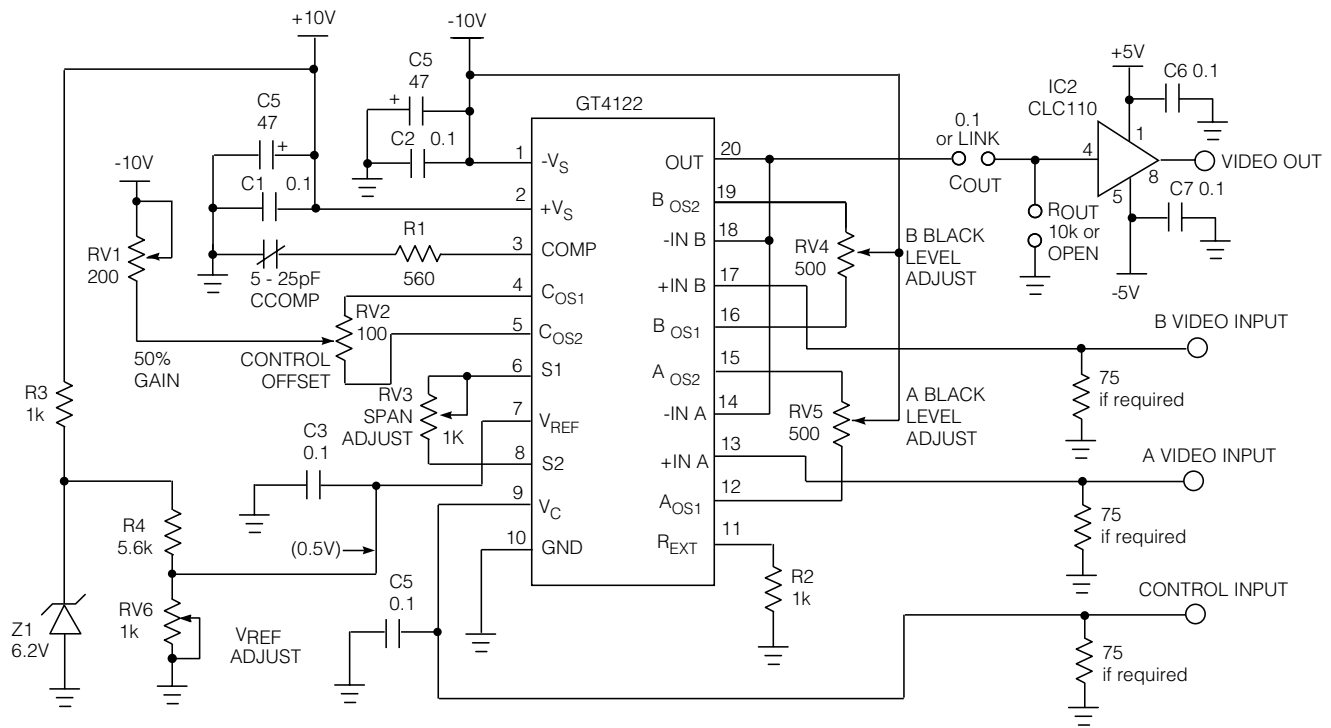 +10V
-10V
C5
47
+
C2
0.1
C5
47
+
C1
0.1
-10V
RV1
200
5 - 25pF
CCOMP
R1
560
50%
GAIN
RV2
100
CONTROL
OFFSET
RV3
SPAN
ADJUST
1K
R3
1k
C3
0.1
R4
5.6k
(0.5V)
RV6
1k
VREF
ADJUST
Z1
6.2V
C5
0.1
GT4122
1
-VS
2
+VS
3
COMP
4
COS1
5
COS2
6
S1
7
VREF
8
S2
9
VC
10
GND
20
OUT
19
B OS2
18
-IN B
17
+IN B
16
B OS1
15
A OS2
14
-IN A
13
+IN A
12
AOS1
11
REXT
R2
1k
RV4
500
B BLACK
LEVEL
ADJUST
RV5
500
A BLACK
LEVEL
ADJUST
0.1
or LINK
COUT
ROUT
10k or
OPEN
+5V
C6 0.1
IC2
CLC110
1
4
5
8
VIDEO OUT
C7 0.1
-5V
B VIDEO INPUT
75
if required
A VIDEO INPUT
75
if required
CONTROL INPUT
75
if required